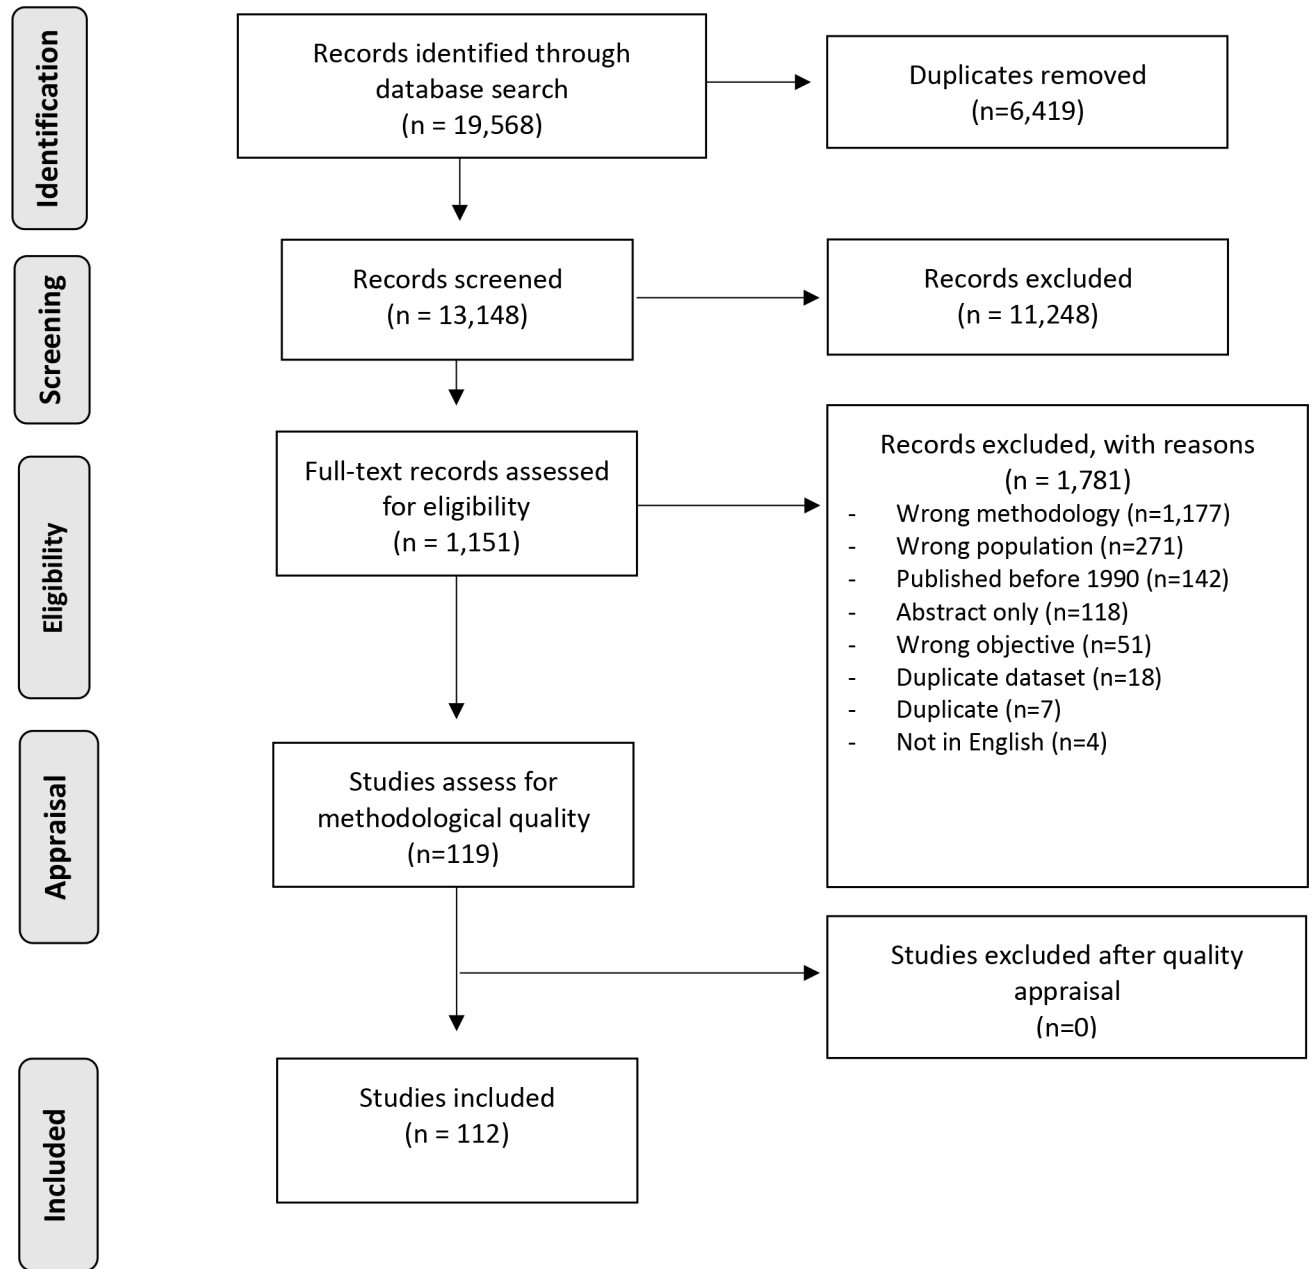 Identification
Records identified through
database search
(n = 19,568)
Duplicates removed
(n=6,419)
Screening
Records screened
(n = 13,148)
Records excluded
(n = 11,248)
Eligibility
Full-text records assessed
for eligibility
(n = 1,151)
Records excluded, with reasons
(n = 1,781)
- Wrong methodology (n=1,177)
- Wrong population (n=271)
- Published before 1990 (n=142)
- Abstract only (n=118)
- Wrong objective (n=51)
- Duplicate dataset (n=18)
- Duplicate (n=7)
- Not in English (n=4)
Appraisal
Studies assess for
methodological quality
(n=119)
Studies excluded after quality
appraisal
(n=0)
Included
Studies included
(n = 112)